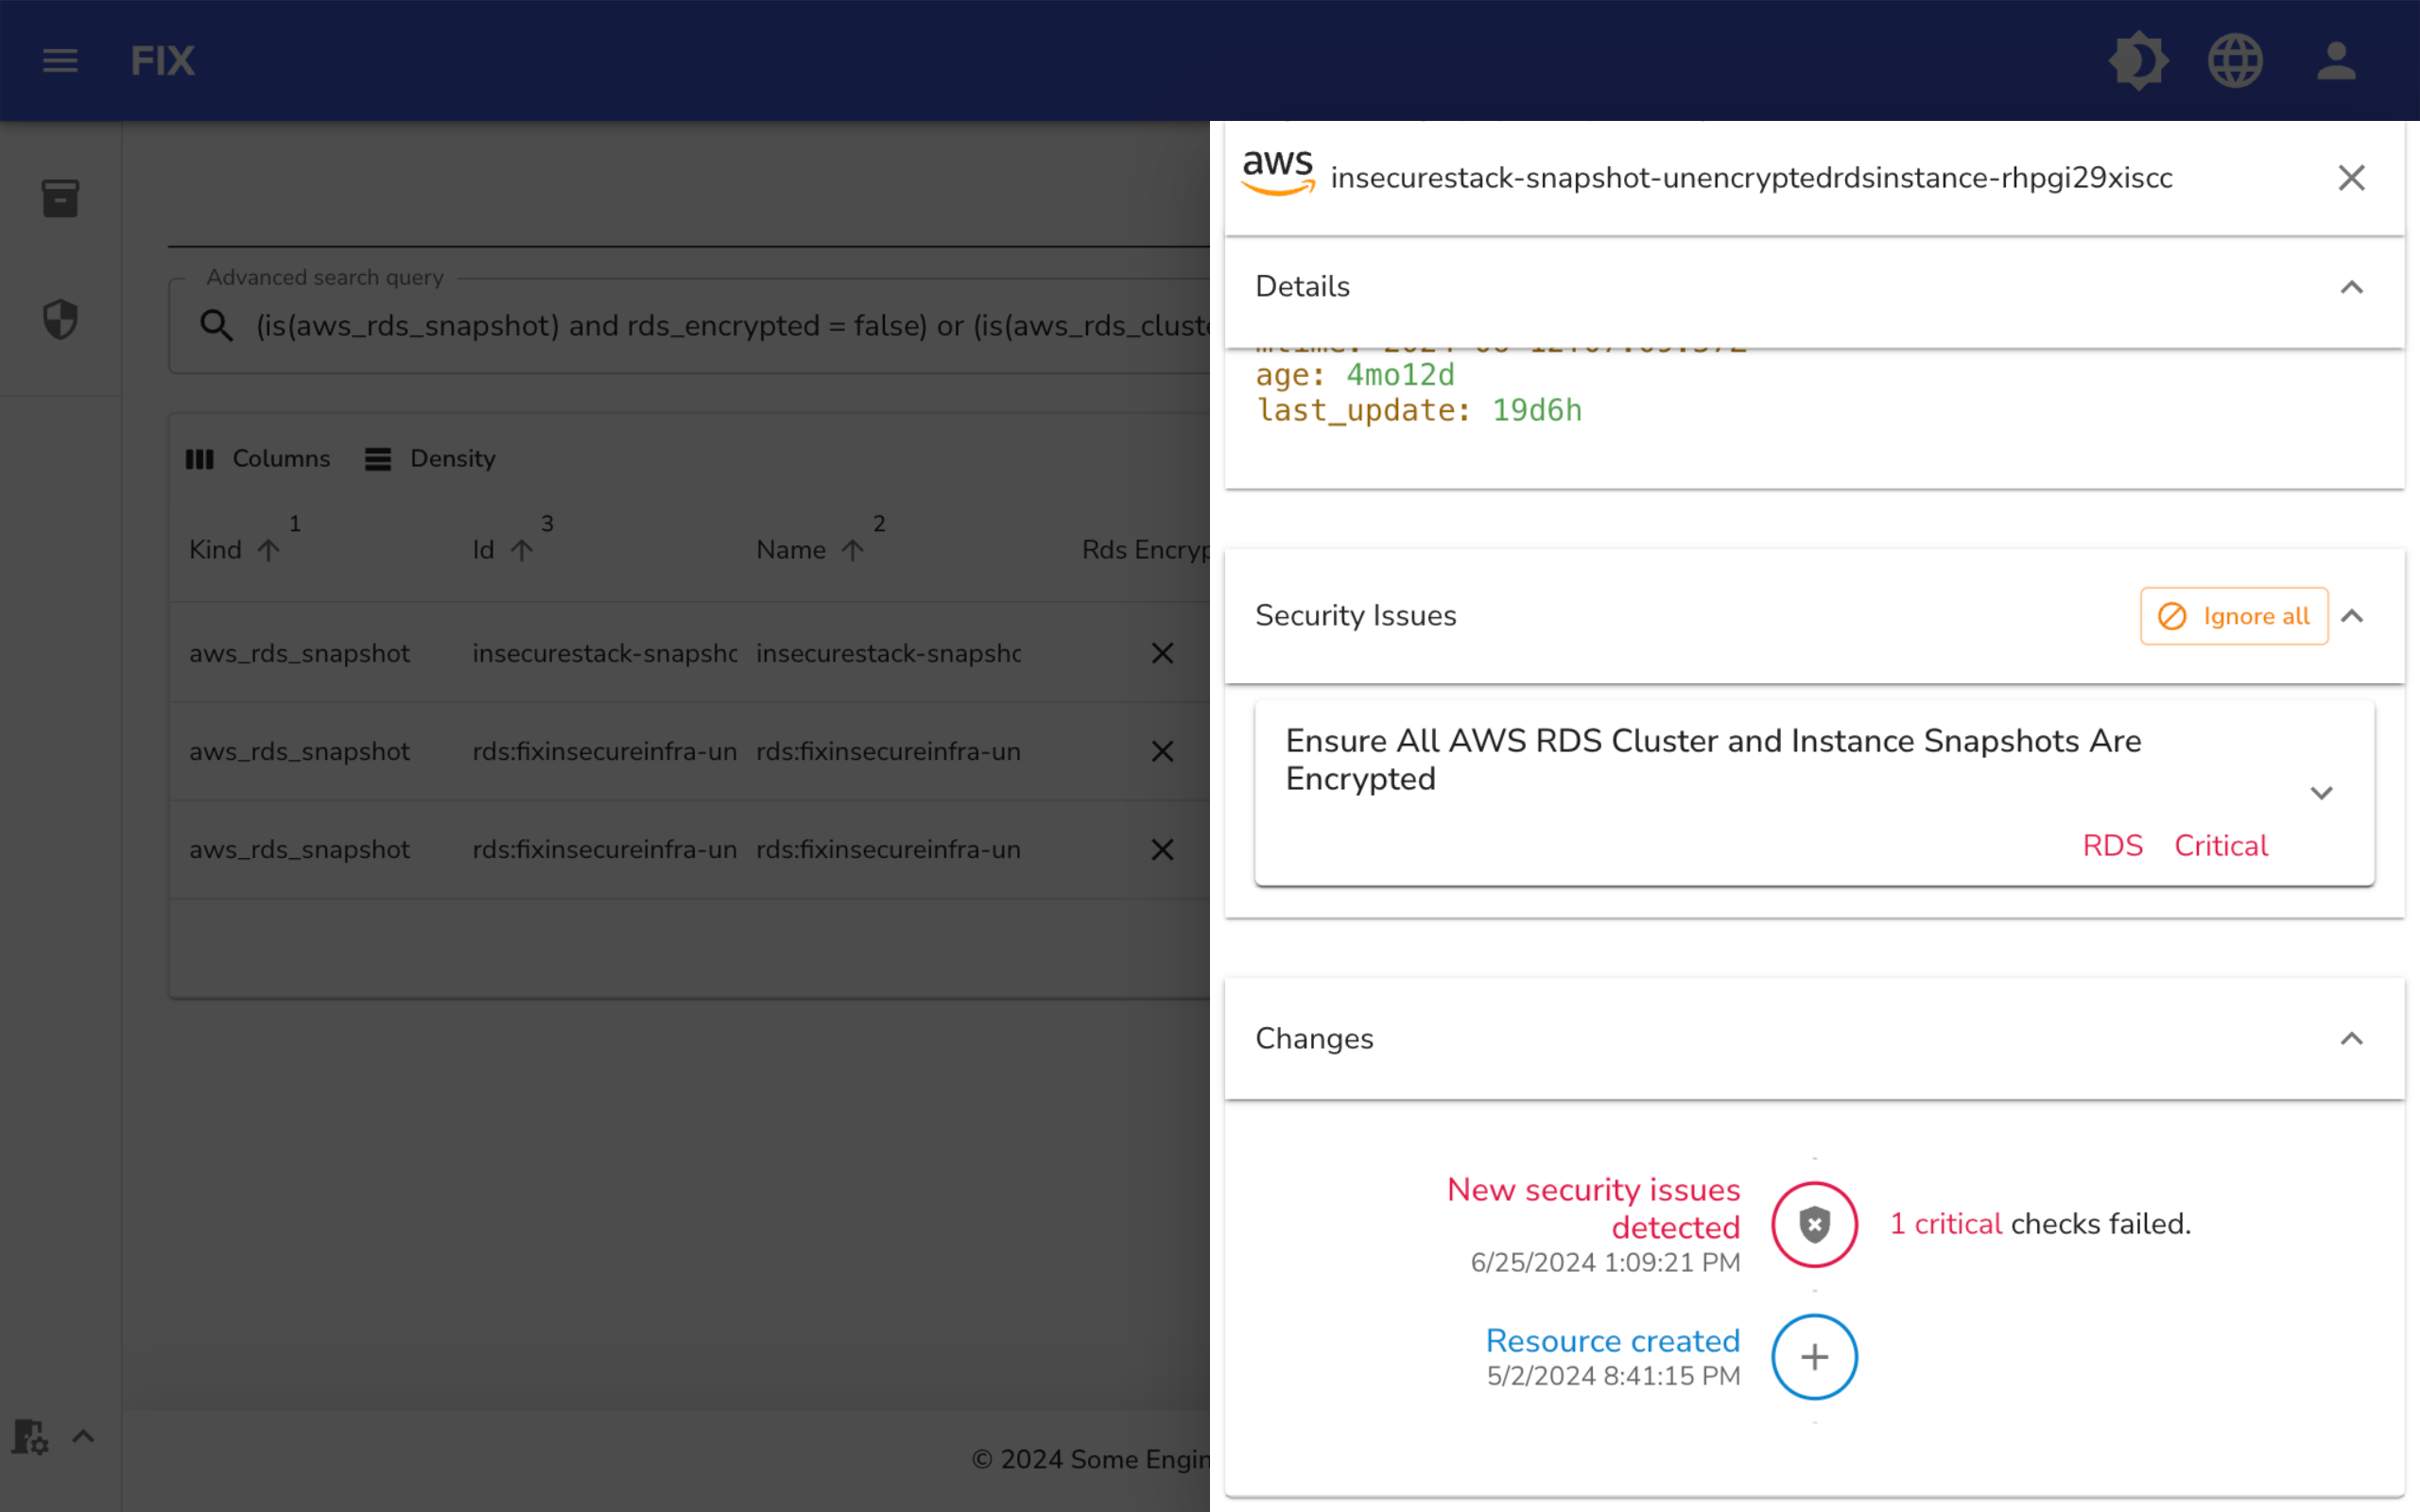 FIX
Advanced search query
(is(aws_rds_snapshot) and rds_encrypted = false) or (is(aws_rds_cluste
Columns Density
1 3 2
Kind Id Name Rds Encryp
aws_rds_snapshot insecurestack-snapshc insecurestack-snapshc
aws_rds_snapshot rds:fixinsecureinfra-un rds:fixinsecureinfra-un
aws_rds_snapshot rds:fixinsecureinfra-un rds:fixinsecureinfra-un
© 2024 Some Engin
aws insecurestack-snapshot-unencryptedrdsinstance-rhpgi29xiscc
Details
age: 4mo12d
last_update: 19d6h
Security Issues
Ignore all
Ensure All AWS RDS Cluster and Instance Snapshots Are
Encrypted
RDS Critical
Changes
New security issues
detected
6/25/2024 1:09:21 PM
1 critical checks failed.
Resource created
5/2/2024 8:41:15 PM